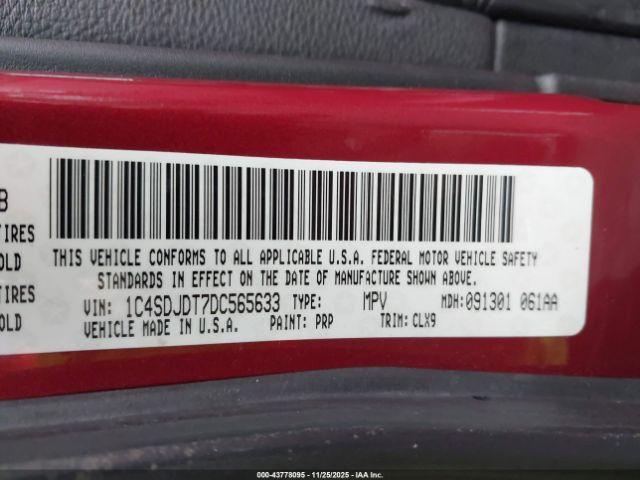 B
TIRES
OLD
TIRES
OLD
THIS VEHICLE CONFORMS TO ALL APPLICABLE U.S.A. FEDERAL MOTOR VEHICLE SAFETY
STANDARDS IN EFFECT ON THE DATE OF MANUFACTURE SHOWN ABOVE.
VIN: 1C4SDJDT7DC565633 TYPE: MPV MDH: 091301 061AA
VEHICLE MADE IN U.S.A. PAINT: PRP TRIM: CLX9
000-43778095 | 11/25/2025 | IAA Inc.